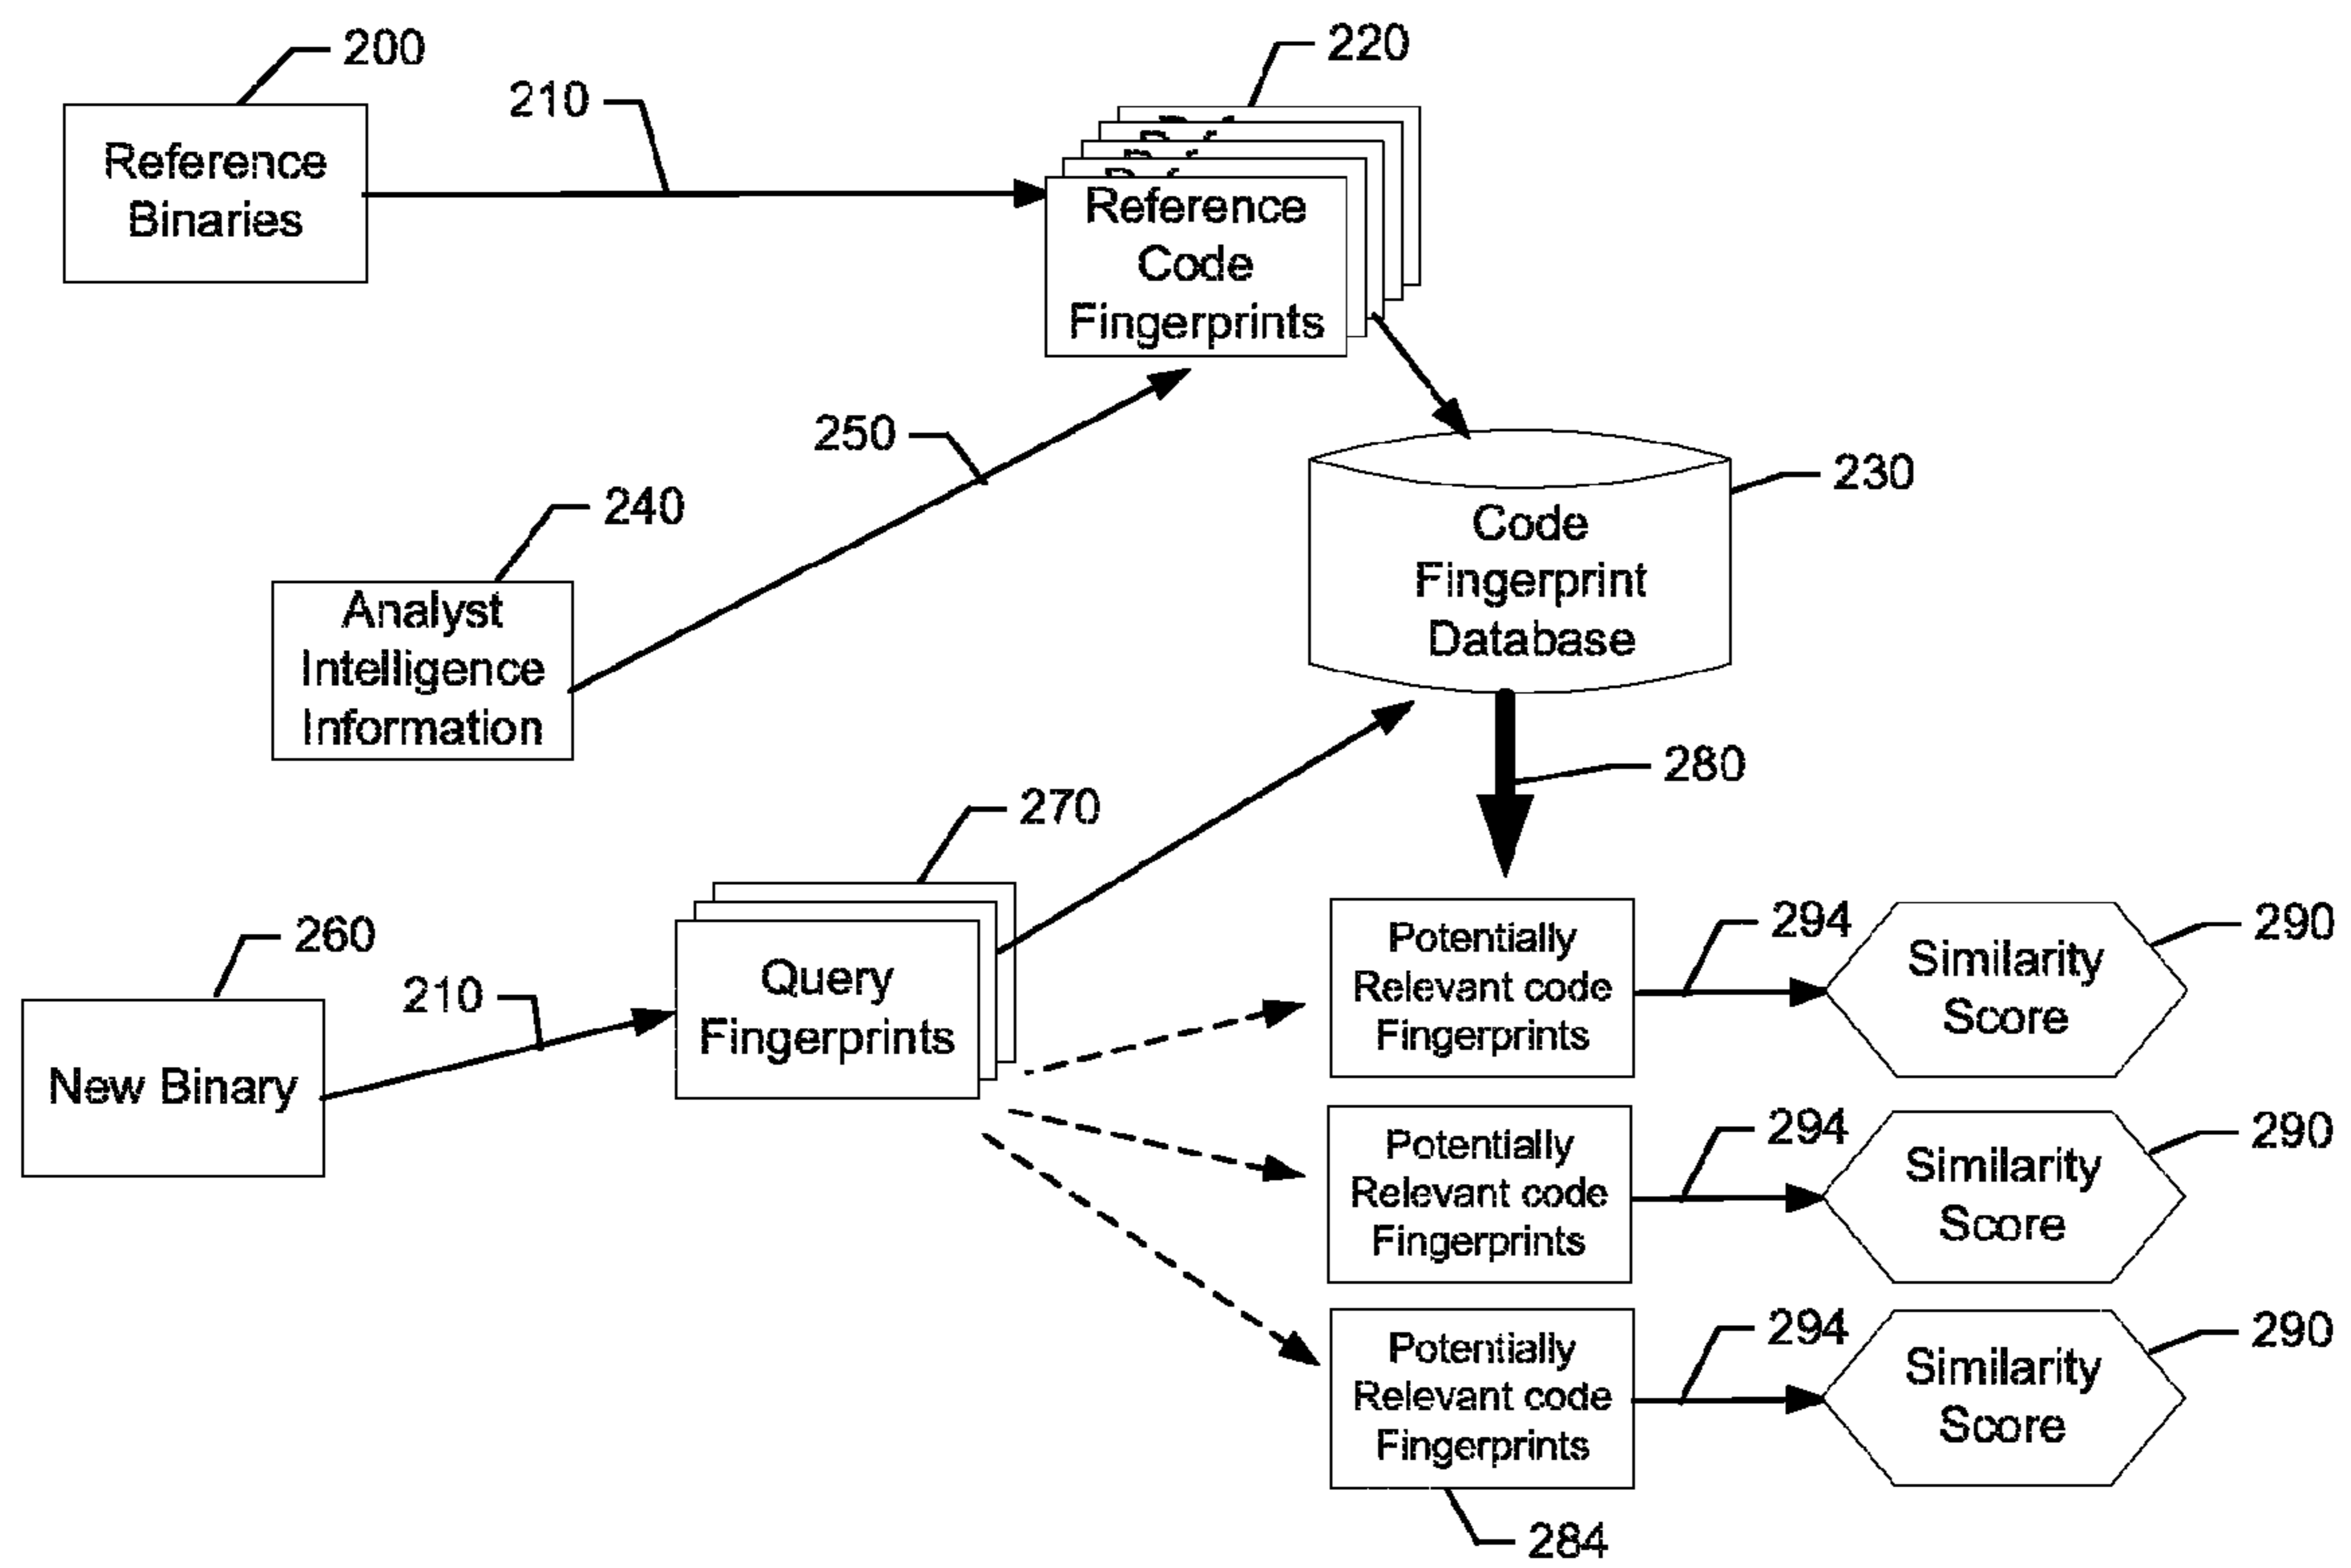 200
210
220
Reference
Binaries
Reference
Code
Fingerprints
250
240
230
Analyst
Intelligence
Information
Code
Fingerprint
Database
280
270
260
210
Query
Fingerprints
New Binary
Potentially
Relevant code
Fingerprints
294
Similarity
Score
290
Potentially
Relevant code
Fingerprints
294
Similarity
Score
290
Potentially
Relevant code
Fingerprints
294
Similarity
Score
290
284